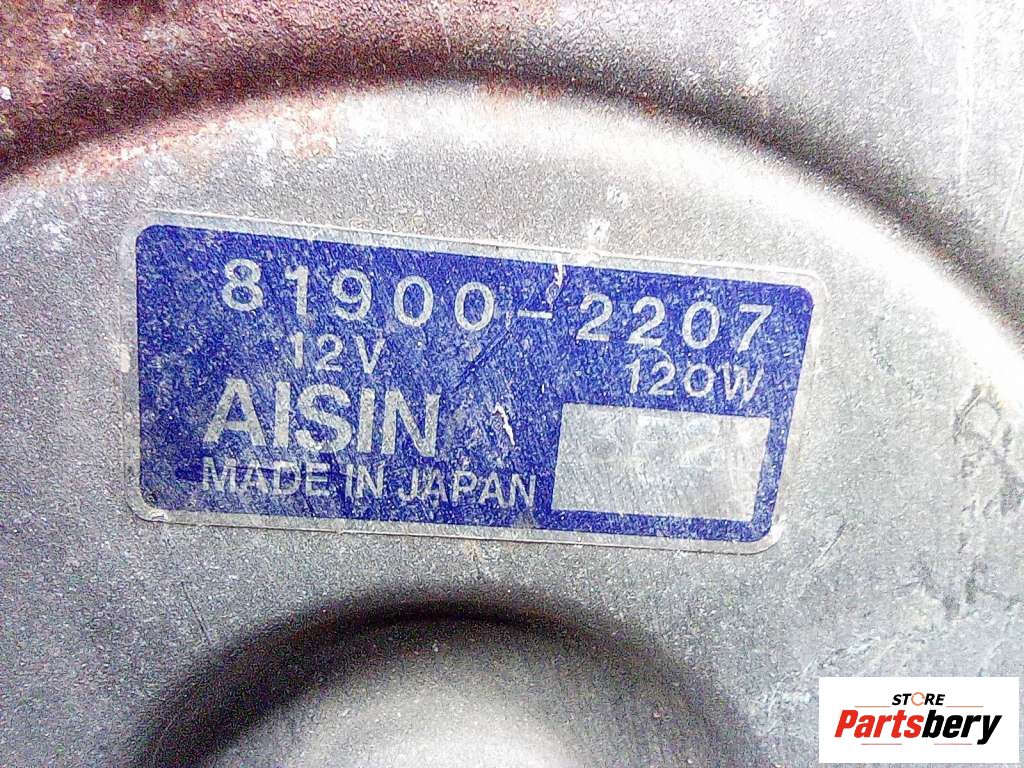 81900-2207
12V 120W
AISIN
MADE IN JAPAN
STORE
Partsbery